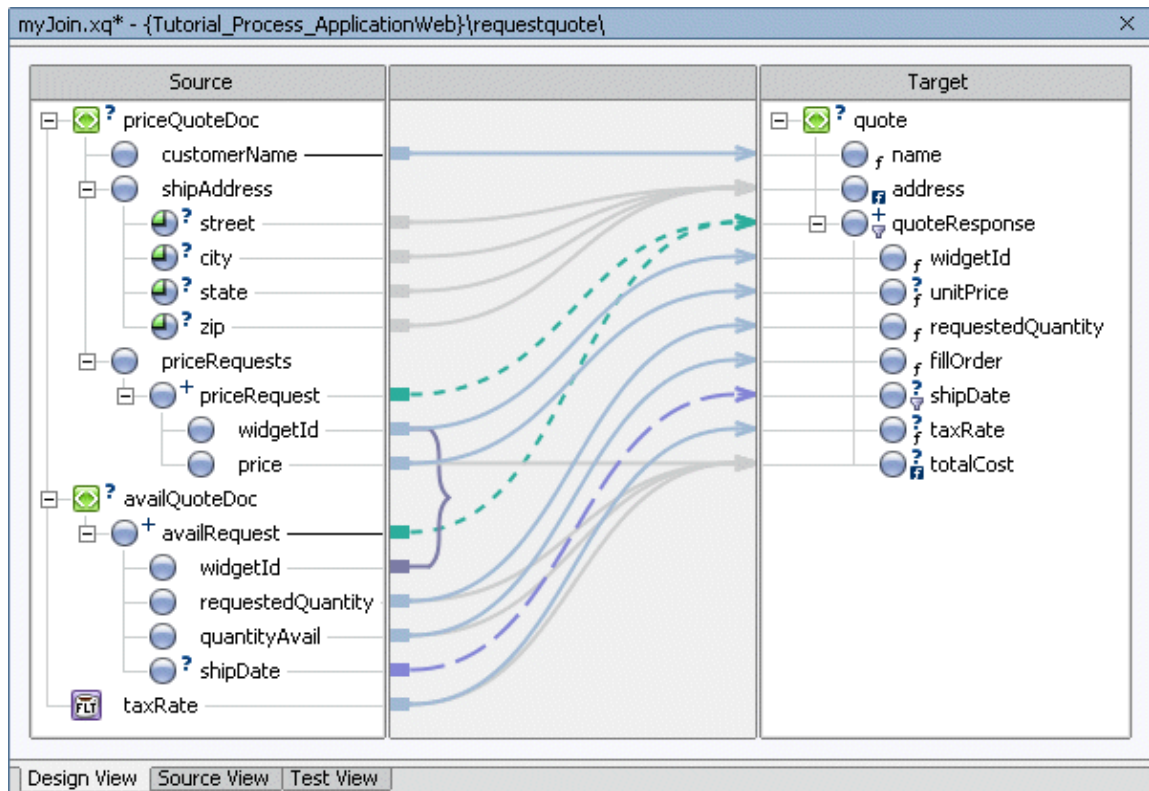 myJoin.xq* - {Tutorial_Process_ApplicationWeb}\requestquote\
Source
priceQuoteDoc
customerName
shipAddress
street
city
state
zip
priceRequests
priceRequest
widgetId
price
availQuoteDoc
availRequest
widgetId
requestedQuantity
quantityAvail
shipDate
FLT
taxRate
Target
quote
name
address
quoteResponse
widgetId
unitPrice
requestedQuantity
fillOrder
shipDate
taxRate
totalCost
Design View
Source View
Test View